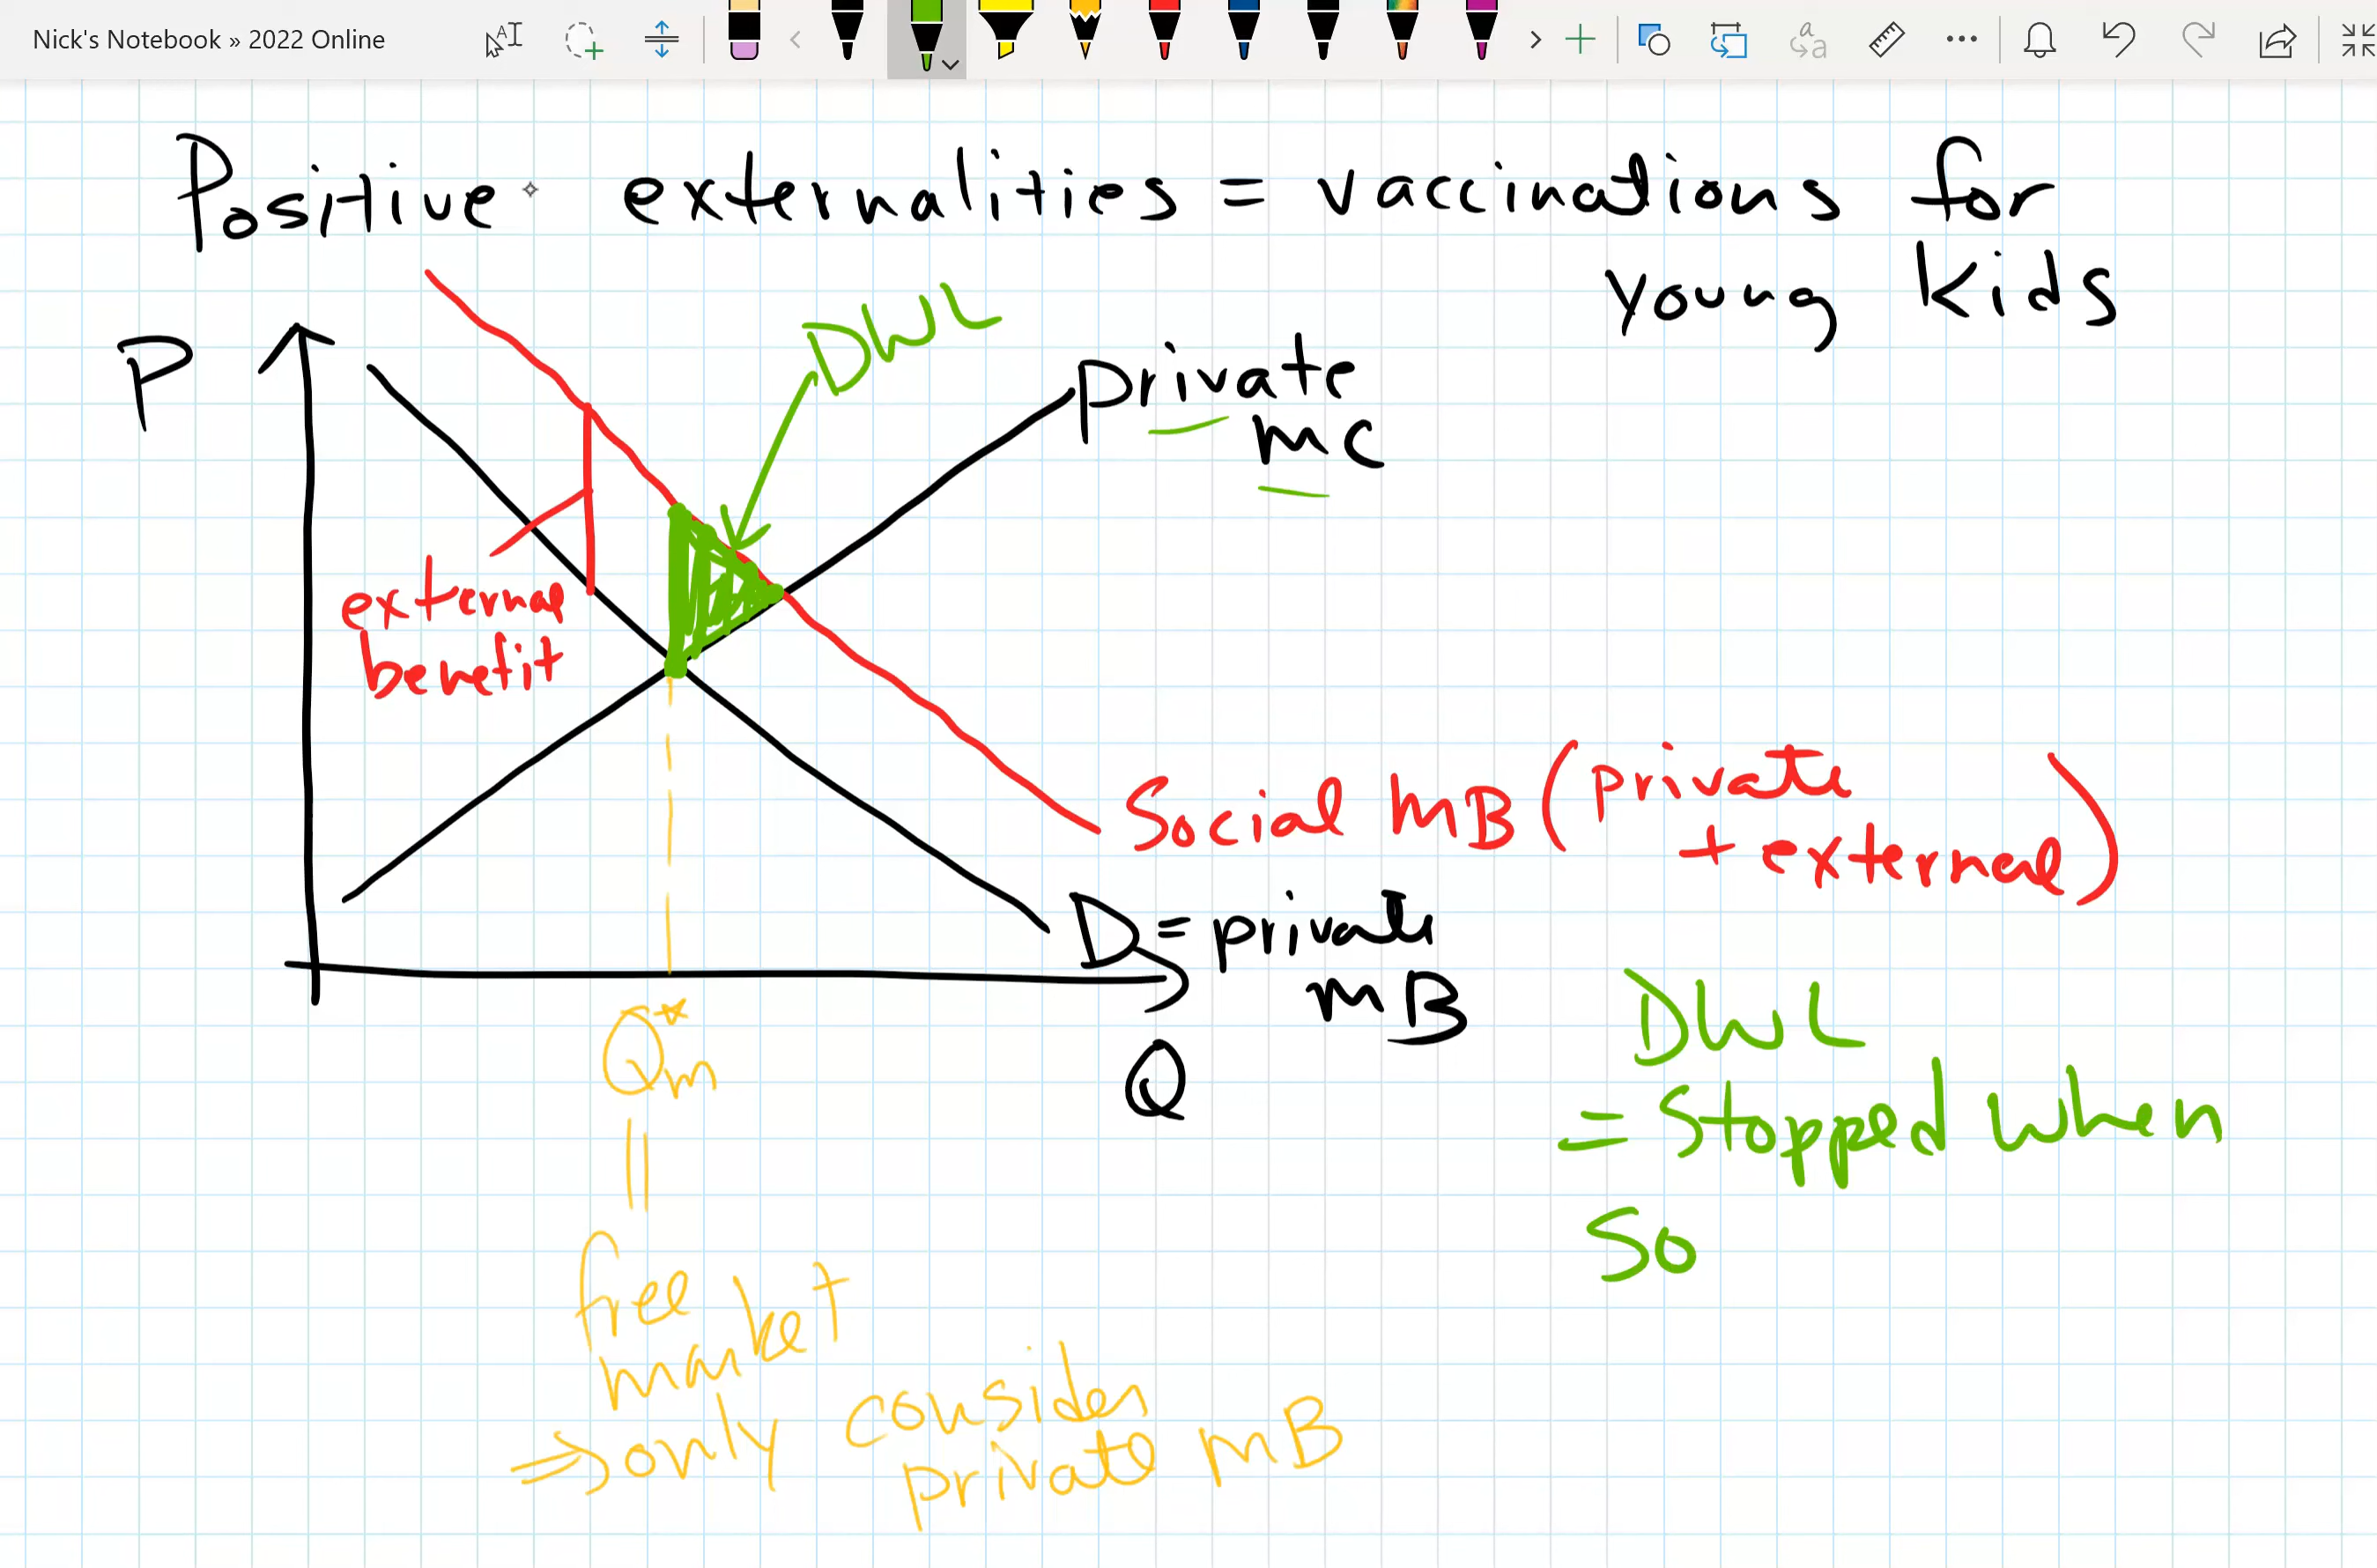 Nick's Notebook » 2022 Online
Positive externalities = vaccinations for
young kids
DWL
P
private
mc
external
benefit
Social MB (private
+ external)
D = private
MB
Q
Q*m
=
free
market
⇒ only consider
private MB
DWL
= Stopped when
So